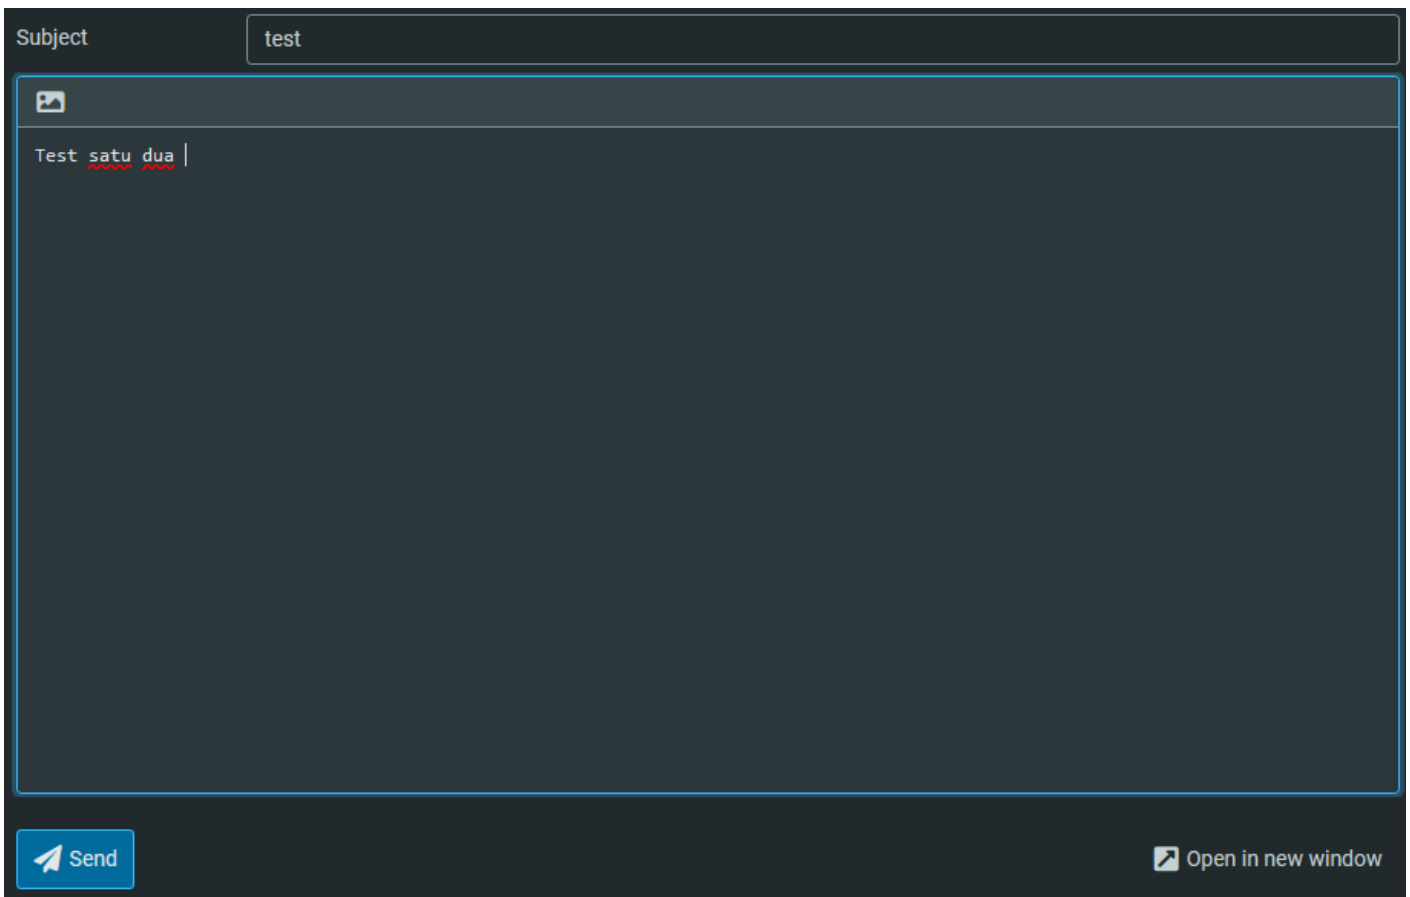 Subject
test
Test satu dua
Send
Open in new window